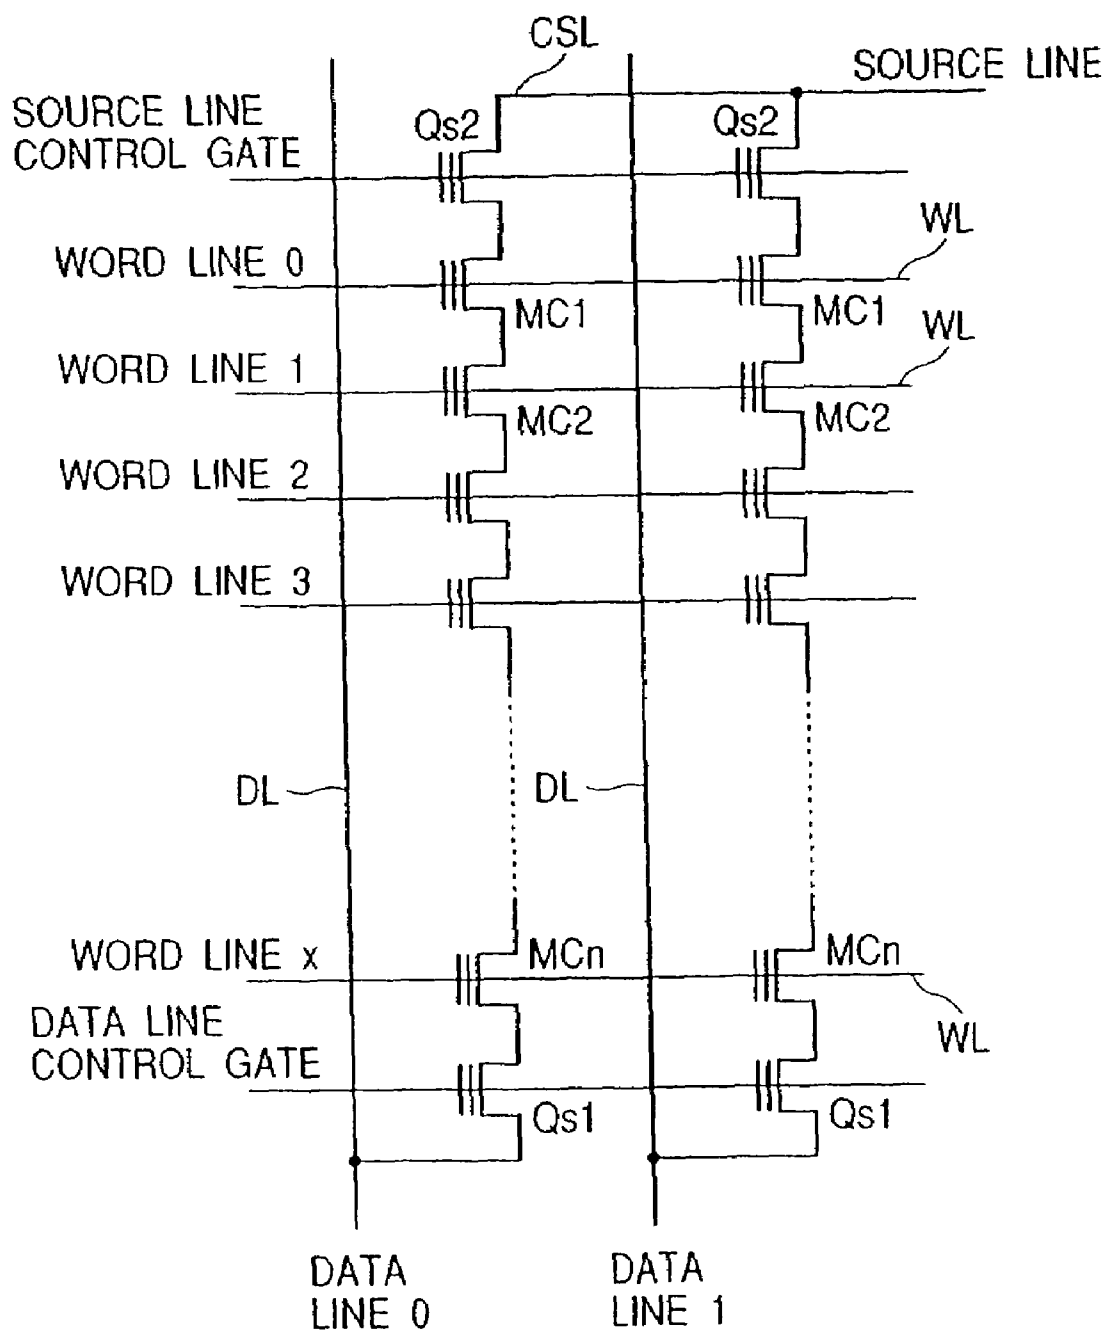 CSL
SOURCE LINE
SOURCE LINE
CONTROL GATE
Qs2
Qs2
WL
WORD LINE 0
MC1
MC1
WL
WORD LINE 1
MC2
MC2
WORD LINE 2
WORD LINE 3
DL
DL
WORD LINE x
MCn
MCn
DATA LINE
CONTROL GATE
WL
Qs1
Qs1
DATA
LINE 0
DATA
LINE 1